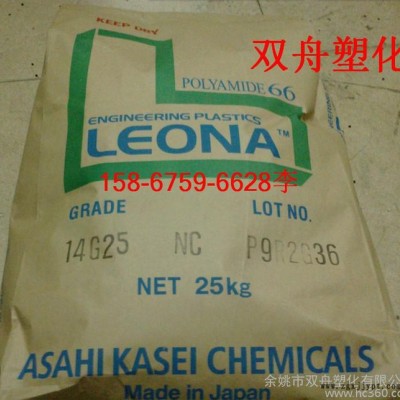 KEEP DRY
双舟塑化
POLYAMIDE 66
ENGINEERING PLASTICS
LEONA™
158-6759-6628李
GRADE LOT NO.
14G25 NC P9R2G36
NET 25kg
ASAHI KASEI CHEMICALS
Made in Japan
余姚市双舟塑化有限公司
www.hc360.com